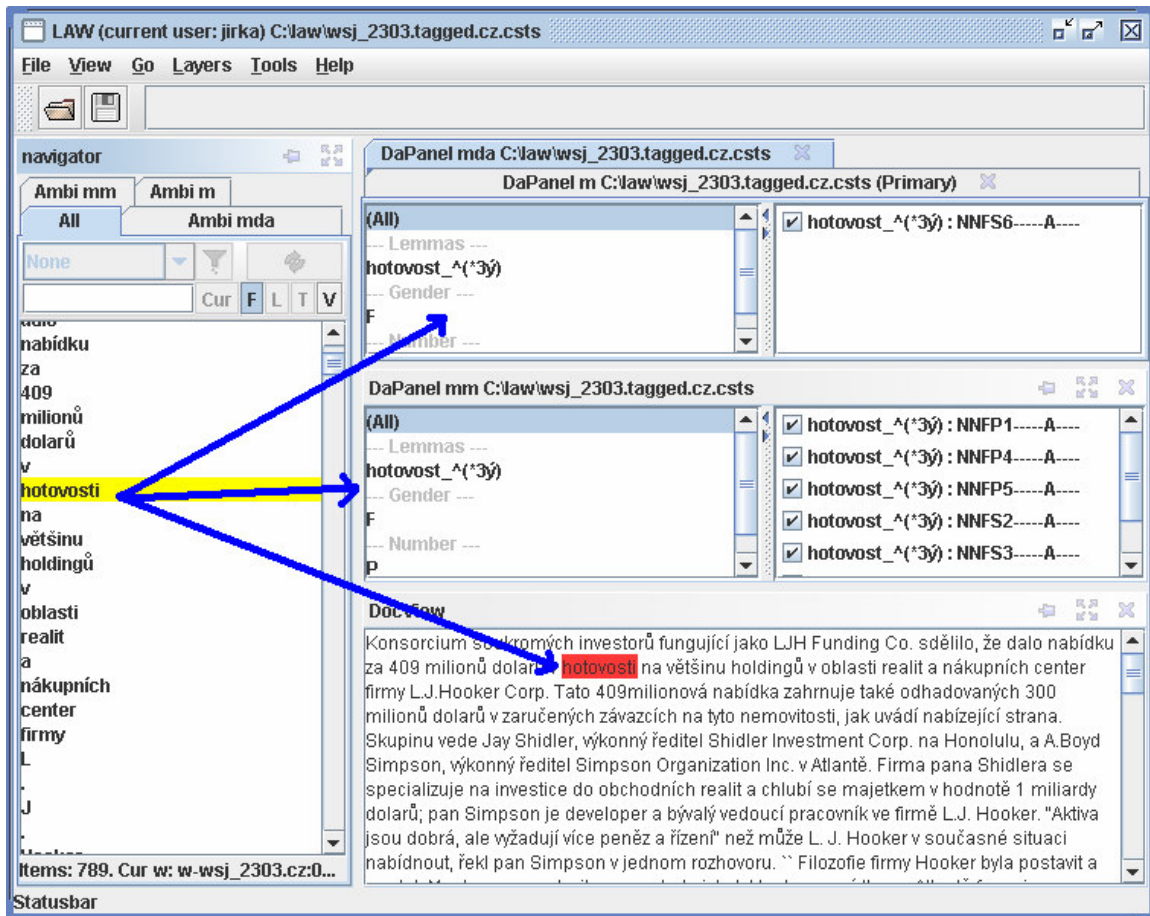 LAW (current user: jirka) C:\law\wsj_2303.tagged.cz.csts
File View Go Layers Tools Help
navigator
Ambi mm Ambi m
All Ambi mda
None
Cur F L T V
nabídku
za
409
milionů
dolarů
v
hotovosti
na
většinu
holdingů
v
oblasti
realit
a
nákupních
center
firmy
L
.
J
.
Items: 789. Cur w: w-wsj_2303.cz:0...
Statusbar
DaPanel mda C:\law\wsj_2303.tagged.cz.csts
DaPanel m C:\law\wsj_2303.tagged.cz.csts (Primary)
(All)
--- Lemmas ---
hotovost_^(*3ý)
--- Gender ---
F
--- Number ---
hotovost_^(*3ý) : NNFS6-----A----
DaPanel mm C:\law\wsj_2303.tagged.cz.csts
(All)
--- Lemmas ---
hotovost_^(*3ý)
--- Gender ---
F
--- Number ---
P
hotovost_^(*3ý) : NNFP1-----A----
hotovost_^(*3ý) : NNFP4-----A----
hotovost_^(*3ý) : NNFP5-----A----
hotovost_^(*3ý) : NNFS2-----A----
hotovost_^(*3ý) : NNFS3-----A----
DocView
Konsorcium soukromých investorů fungující jako LJH Funding Co. sdělilo, že dalo nabídku
za 409 milionů dolarů hotovosti na většinu holdingů v oblasti realit a nákupních center
firmy L.J.Hooker Corp. Tato 409milionová nabídka zahrnuje také odhadovaných 300
milionů dolarů v zaručených závazcích na tyto nemovitosti, jak uvádí nabízející strana.
Skupinu vede Jay Shidler, výkonný ředitel Shidler Investment Corp. na Honolulu, a A.Boyd
Simpson, výkonný ředitel Simpson Organization Inc. v Atlantě. Firma pana Shidlera se
specializuje na investice do obchodních realit a chlubí se majetkem v hodnotě 1 miliardy
dolarů; pan Simpson je developer a bývalý vedoucí pracovník ve firmě L.J. Hooker. "Aktiva
jsou dobrá, ale vyžadují více peněz a řízení" než může L. J. Hooker v současné situaci
nabídnout, řekl pan Simpson v jednom rozhovoru. `` Filozofie firmy Hooker byla postavit a